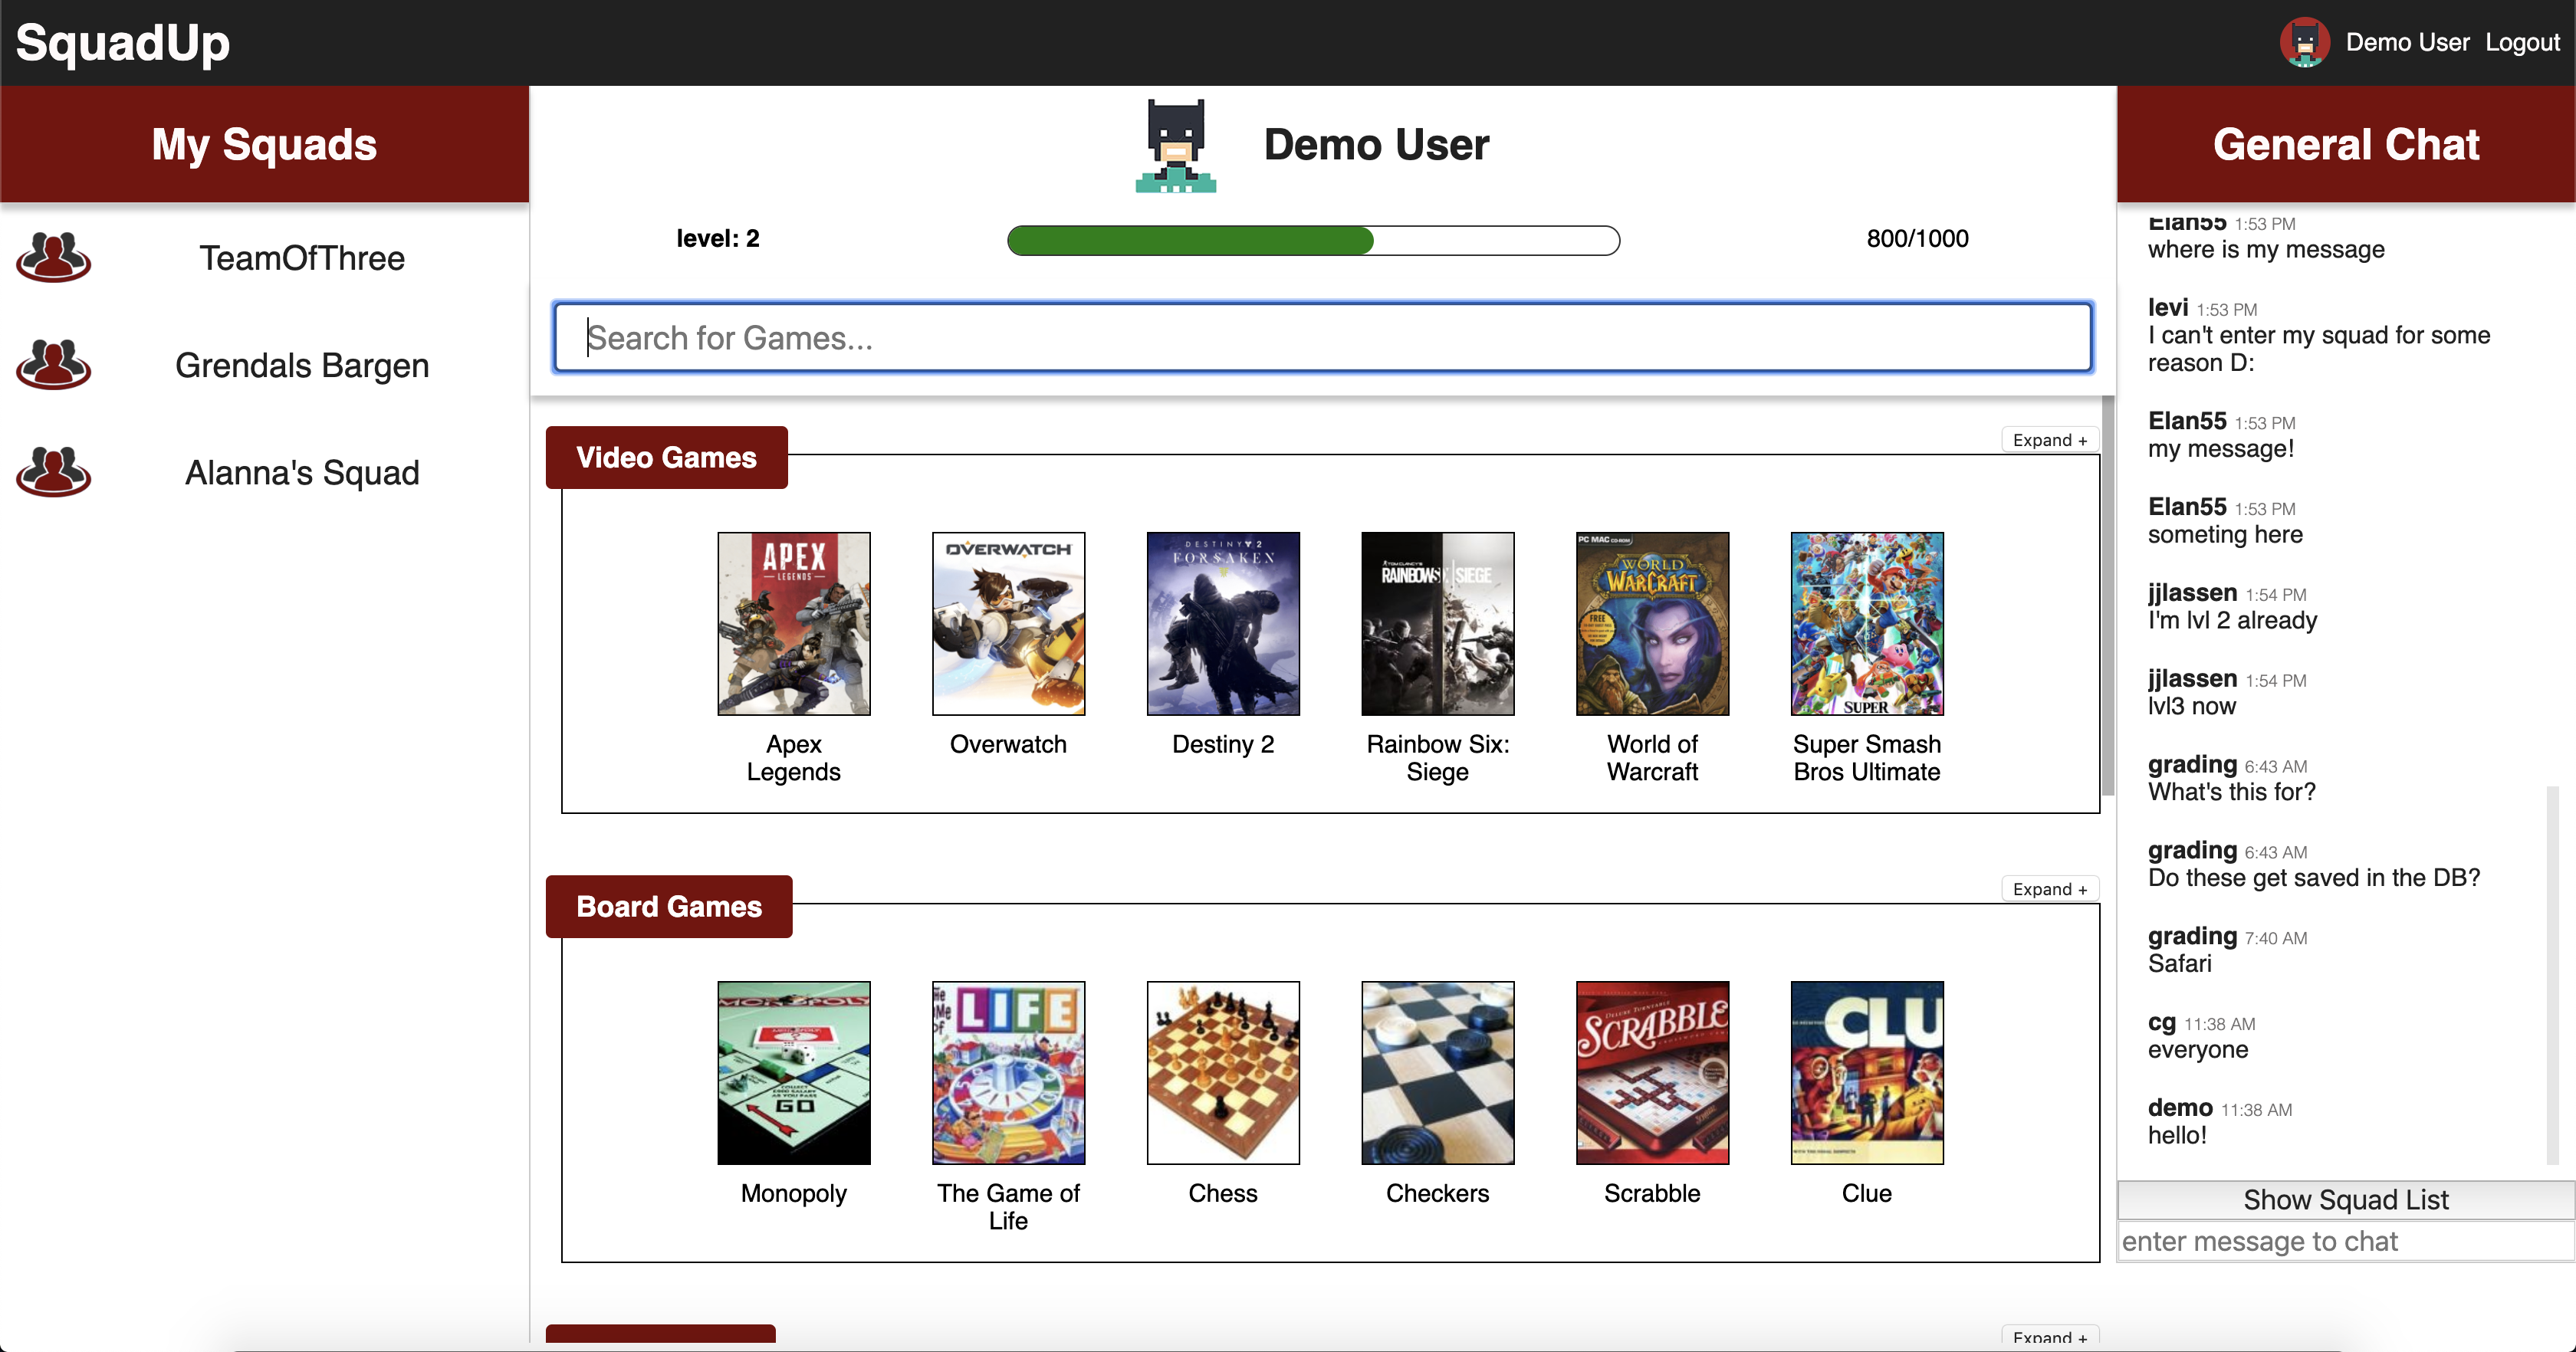 SquadUp
Demo User Logout
My Squads
TeamOfThree
Grendals Bargen
Alanna's Squad
Demo User
level: 2
800/1000
Search for Games...
Video Games
Expand +
APEX
LEGENDS
OVERWATCH
DESTINY 2
FORSAKEN
TOM CLANCY'S
RAINBOW SIX | SIEGE
PC MAC CD-ROM
WORLD
WARCRAFT
FREE
SUPER
Apex
Legends
Overwatch
Destiny 2
Rainbow Six:
Siege
World of
Warcraft
Super Smash
Bros Ultimate
Board Games
Expand +
MONOPOLY
GO
LIFE
SCRABBLE
CLU
Monopoly
The Game of
Life
Chess
Checkers
Scrabble
Clue
Expand +
General Chat
Elan55 1:53 PM
where is my message
levi 1:53 PM
I can't enter my squad for some
reason D:
Elan55 1:53 PM
my message!
Elan55 1:53 PM
someting here
jjlassen 1:54 PM
I'm lvl 2 already
jjlassen 1:54 PM
lvl3 now
grading 6:43 AM
What's this for?
grading 6:43 AM
Do these get saved in the DB?
grading 7:40 AM
Safari
cg 11:38 AM
everyone
demo 11:38 AM
hello!
Show Squad List
enter message to chat